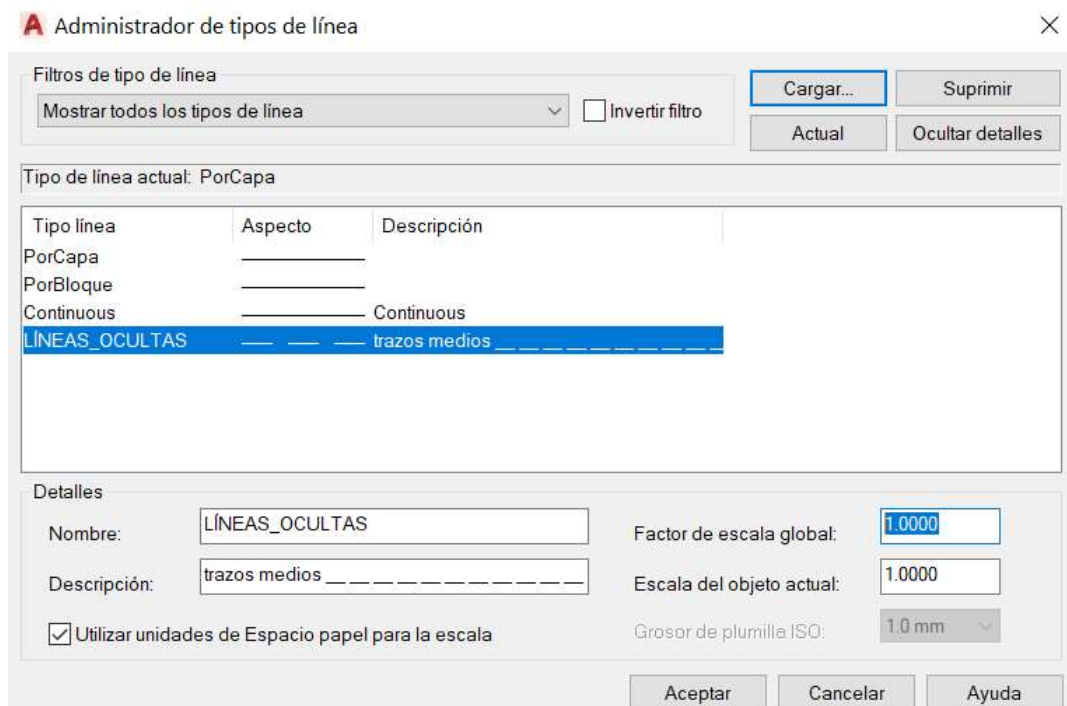 Administrador de tipos de línea
Filtros de tipo de línea
Mostrar todos los tipos de línea
Invertir filtro
Cargar...
Suprimir
Actual
Ocultar detalles
Tipo de línea actual: PorCapa
Tipo línea Aspecto Descripción
PorCapa
PorBloque
Continuous Continuous
LÍNEAS_OCULTAS trazos medios __ __ __ __ __ __ __ __ __ __
Detalles
Nombre: LÍNEAS_OCULTAS
Factor de escala global: 1.0000
Descripción: trazos medios __ __ __ __ __ __ __ __ __ __ __
Escala del objeto actual: 1.0000
Utilizar unidades de Espacio papel para la escala
Grosor de plumilla ISO: 1.0 mm
Aceptar Cancelar Ayuda